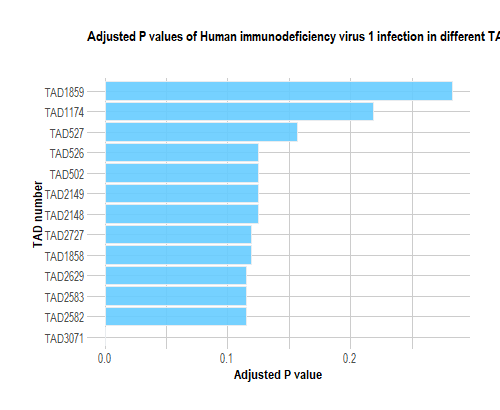 Adjusted P values of Human immunodeficiency virus 1 infection in different TA
TAD1859
TAD1174
TAD527
TAD526
TAD502
TAD2149
TAD2148
TAD2727
TAD1858
TAD2629
TAD2583
TAD2582
TAD3071
TAD number
0.0
0.1
0.2
Adjusted P value